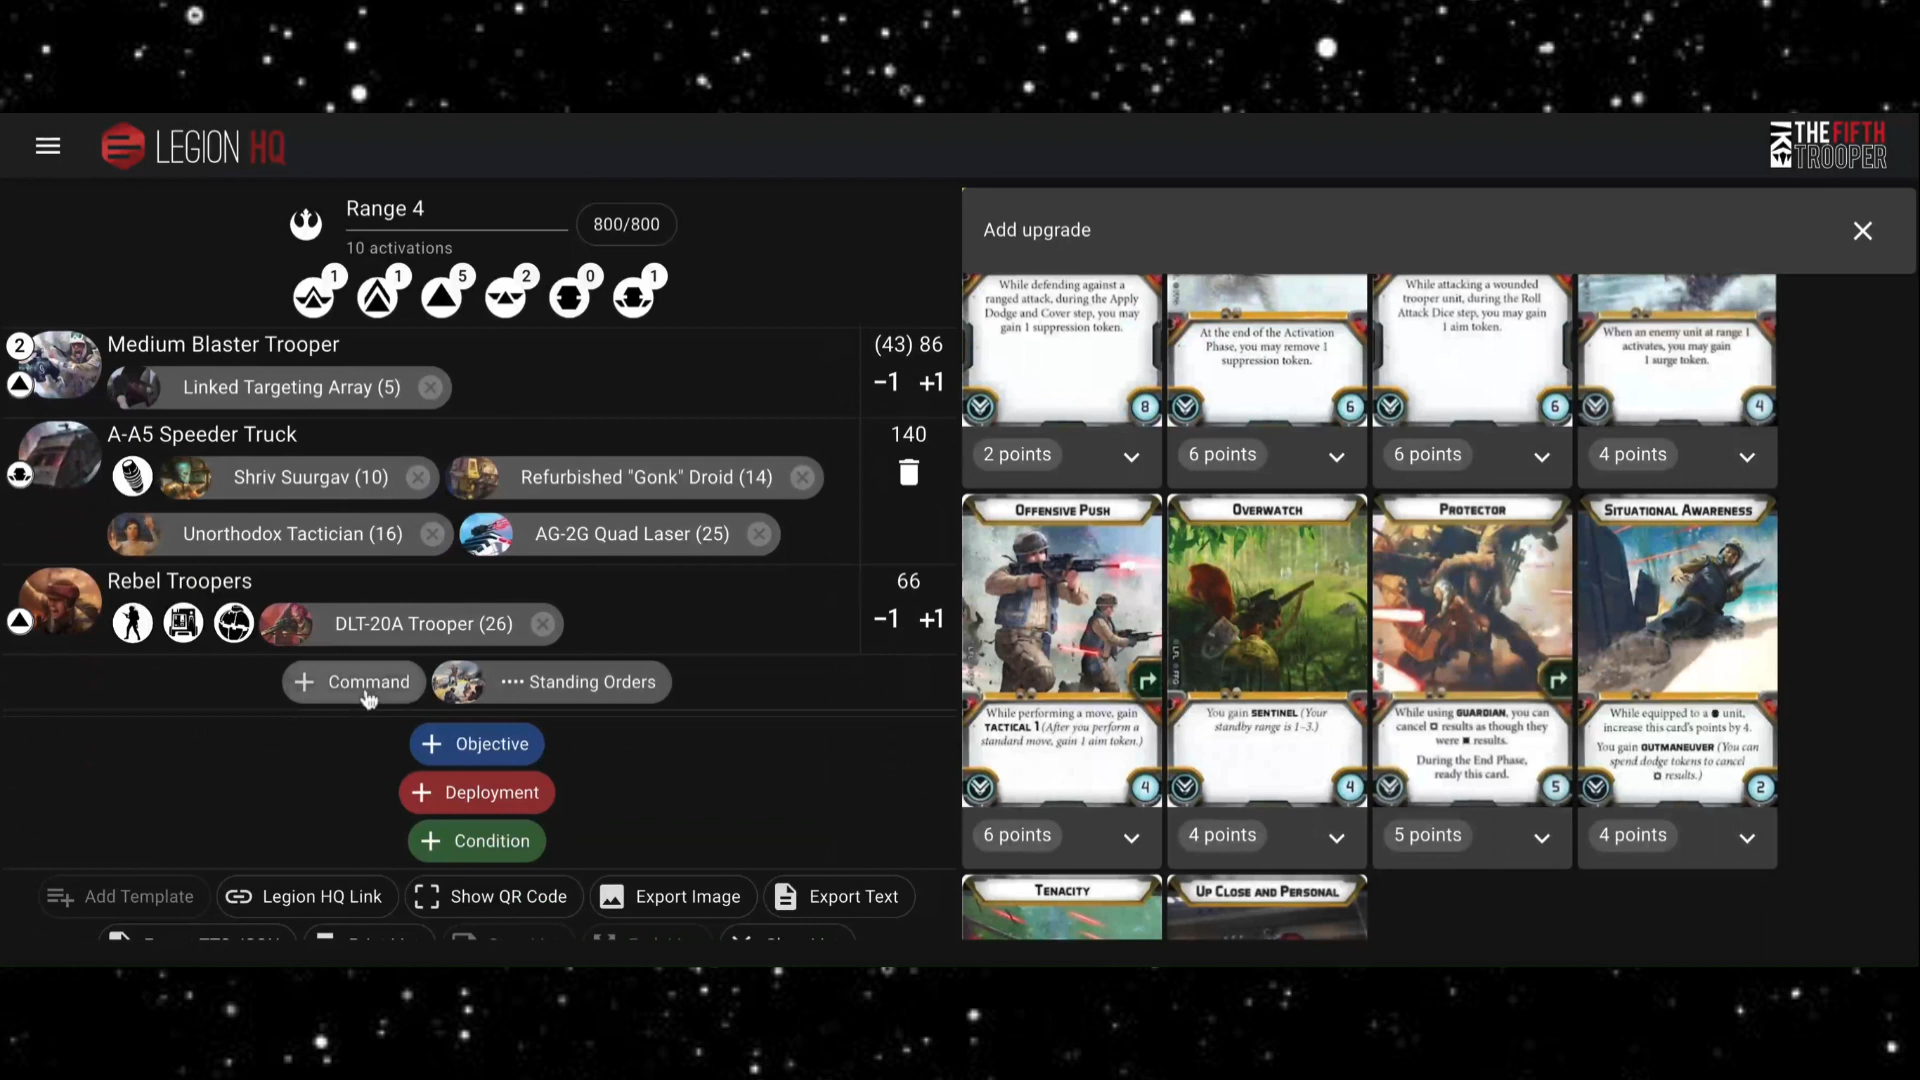 LEGION HQ
THE FIFTH
TROOPER
Range 4
800/800
10 activations
1
1
5
2
0
1
2
Medium Blaster Trooper
(43) 86
Linked Targeting Array (5)
−1 +1
A-A5 Speeder Truck
140
Shriv Suurgav (10)
Refurbished "Gonk" Droid (14)
Unorthodox Tactician (16)
AG-2G Quad Laser (25)
Rebel Troopers
66
DLT-20A Trooper (26)
−1 +1
Command
•••• Standing Orders
Objective
Deployment
Condition
Add Template
Legion HQ Link
Show QR Code
Export Image
Export Text
Add upgrade
While defending against a
ranged attack, during the Apply
Dodge and Cover step, you may
gain 1 suppression token.
8
2 points
At the end of the Activation
Phase, you may remove 1
suppression token.
6
6 points
While attacking a wounded
trooper unit, during the Roll
Attack Dice step, you may gain
1 aim token.
6
6 points
When an enemy unit at range 1
activates, you may gain
1 surge token.
4
4 points
OFFENSIVE PUSH
While performing a move, gain
TACTICAL 1 (After you perform a
standard move, gain 1 aim token.)
4
6 points
OVERWATCH
You gain SENTINEL (Your
standby range is 1–3.)
4
4 points
PROTECTOR
While using GUARDIAN, you can
cancel results as though they
were results.
During the End Phase,
ready this card.
5
5 points
SITUATIONAL AWARENESS
While equipped to a unit,
increase this card's points by 4.
You gain OUTMANEUVER (You can
spend dodge tokens to cancel
results.)
2
4 points
TENACITY
UP CLOSE AND PERSONAL